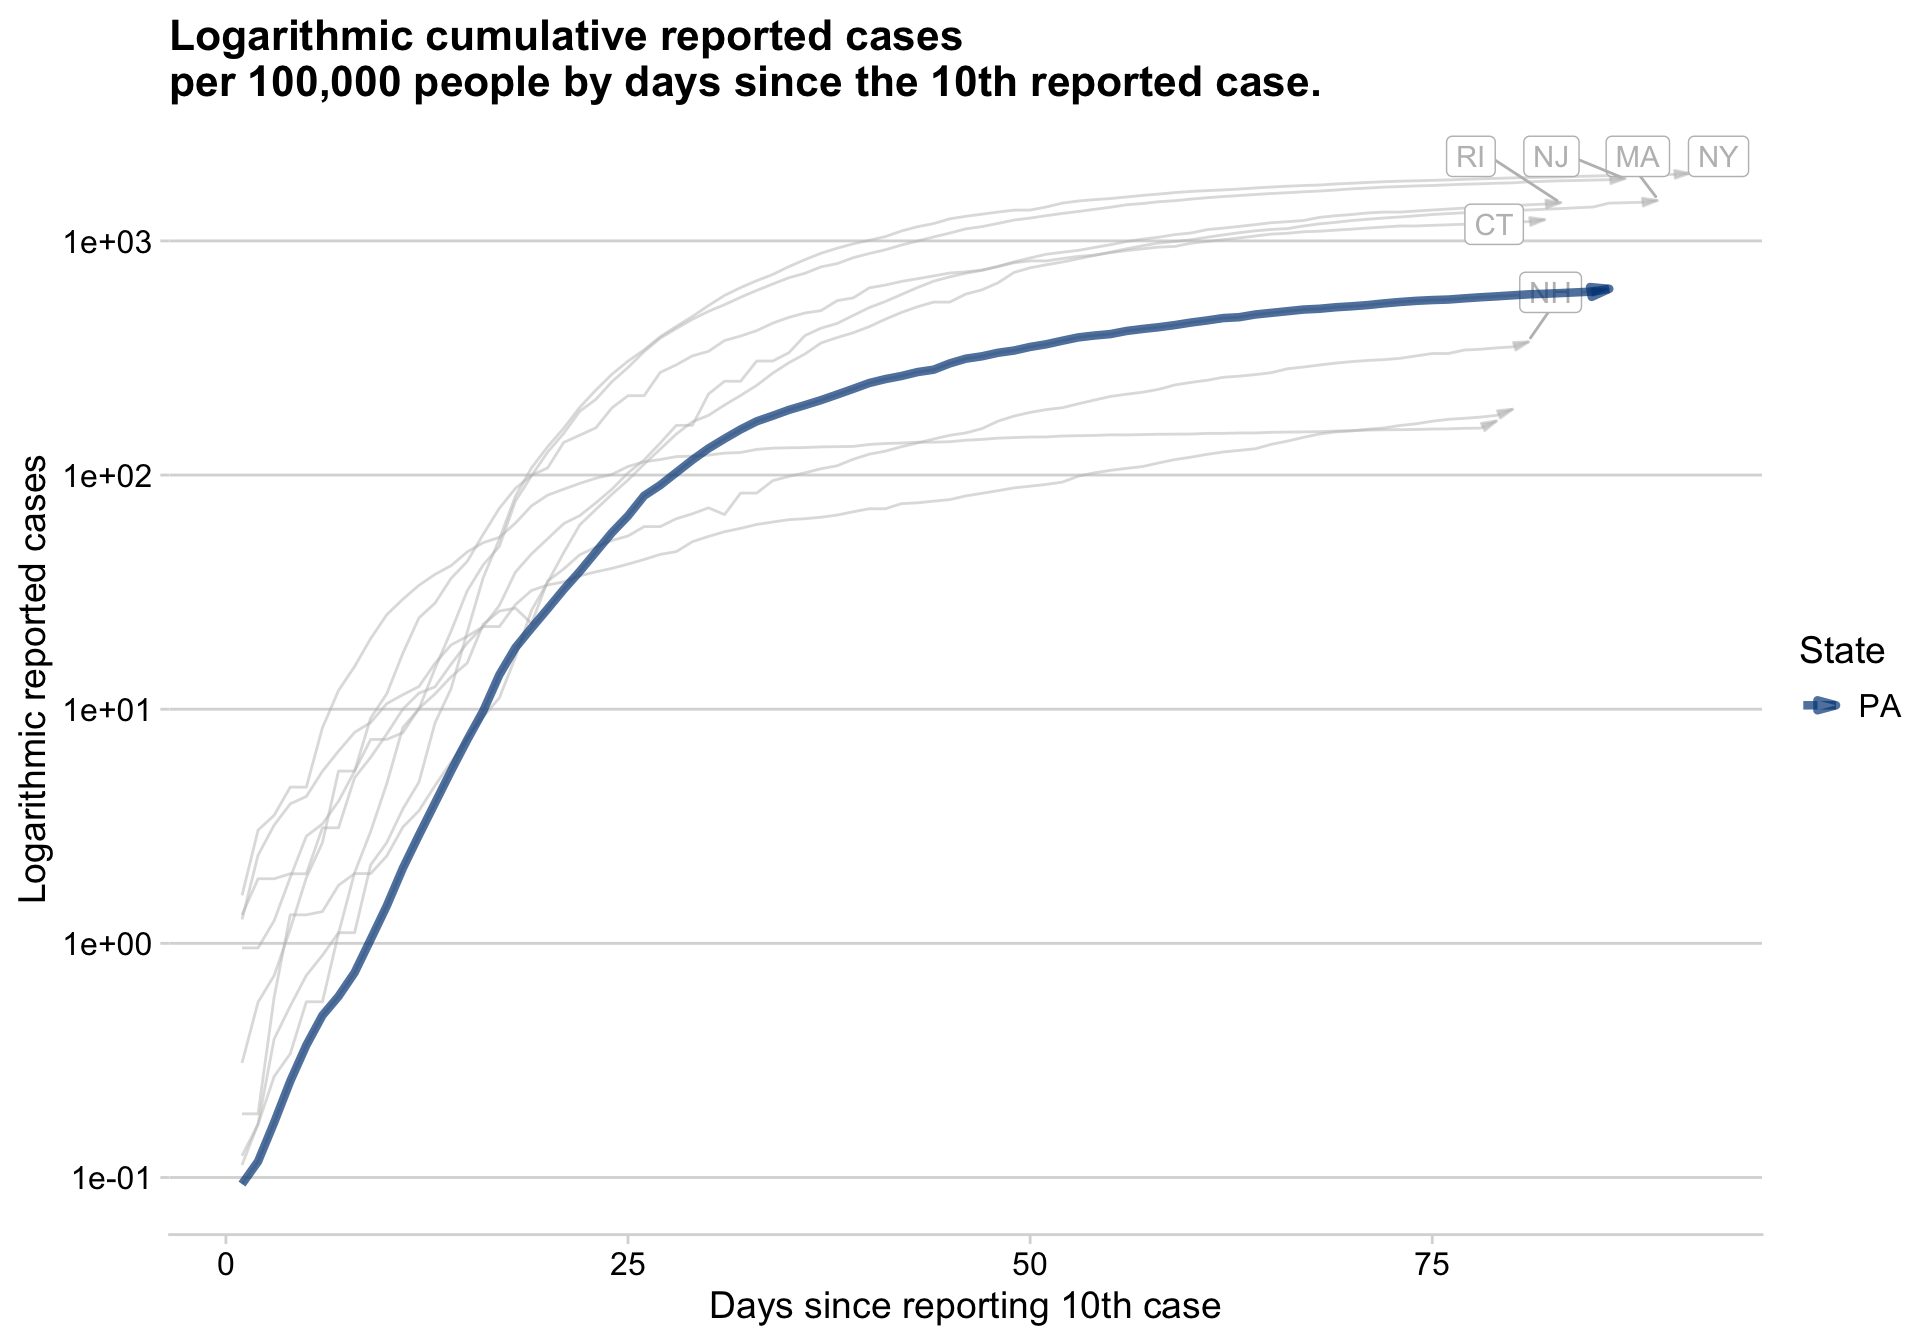 Logarithmic cumulative reported cases
per 100,000 people by days since the 10th reported case.
RI
NJ
MA
NY
CT
NH
1e+03
1e+02
1e+01
1e+00
1e-01
Logarithmic reported cases
State
PA
0
25
50
75
Days since reporting 10th case